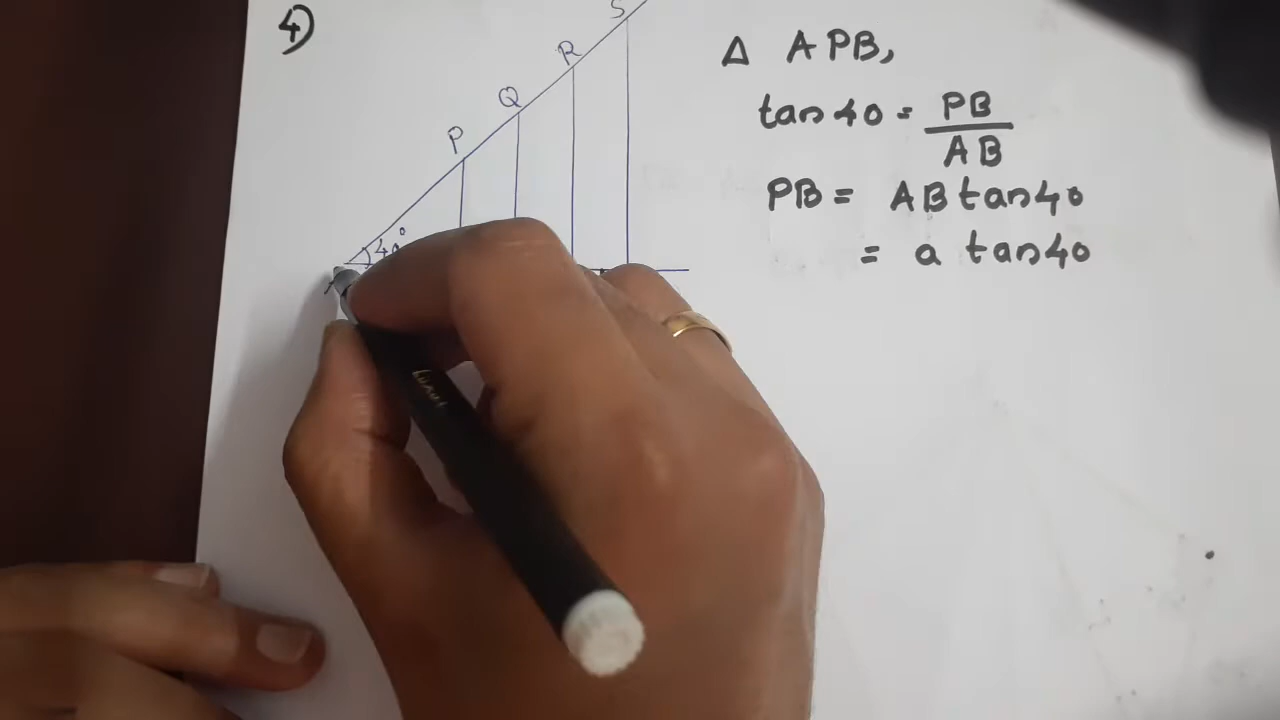 4)
S
R
Q
P
40°
Δ APB,
tan 40 = PB
AB
PB = AB tan 40
= a tan 40